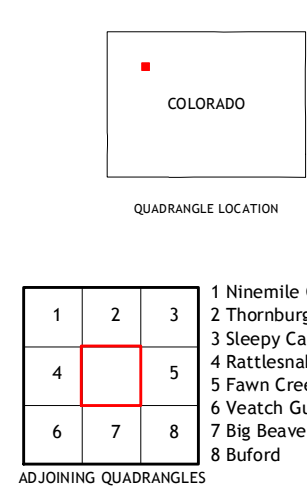 COLORADO
QUADRANGLE LOCATION
1 2 3
4 5
6 7 8
1 Ninemile
2 Thornburg
3 Sleepy Ca
4 Rattlesna
5 Fawn Cree
6 Veatch Gu
7 Big Beave
8 Buford
ADJOINING QUADRANGLES